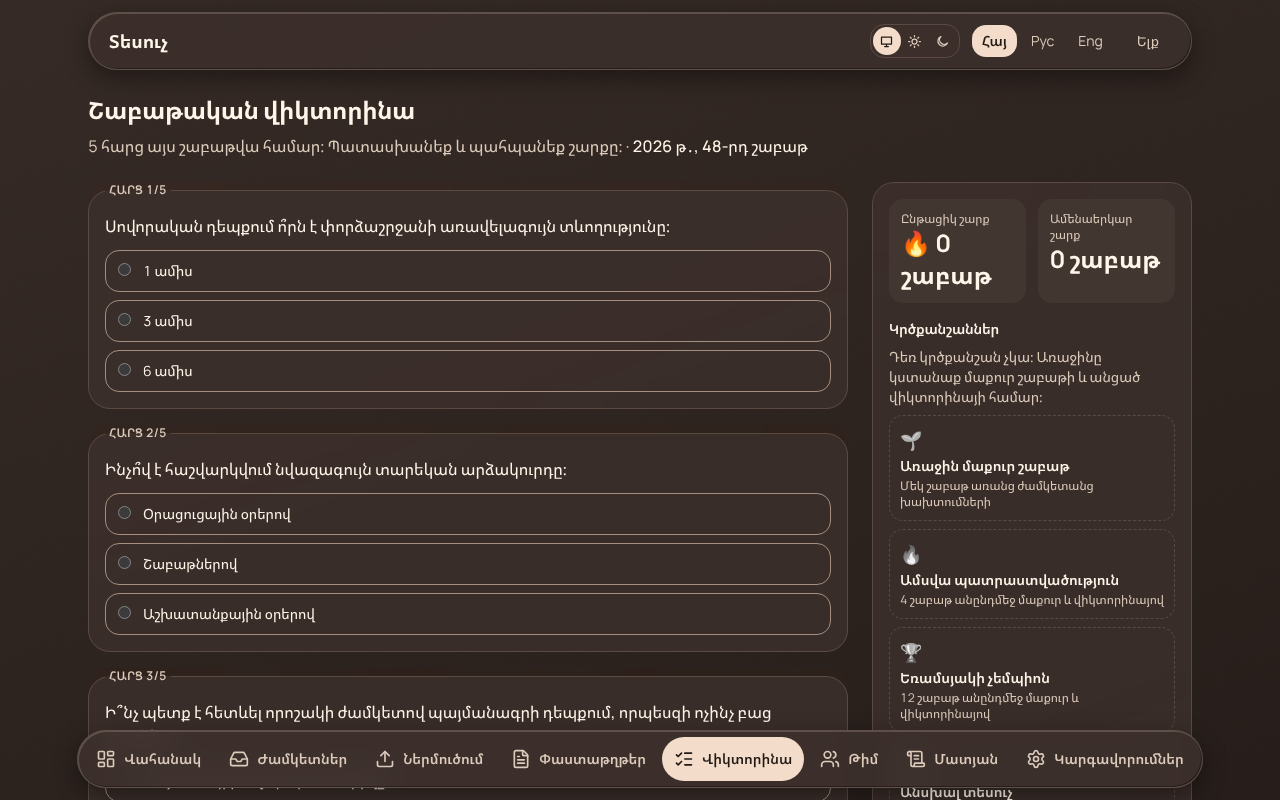 Տեսուչ
Հայ Рус Eng Ելք
Շաբաթական վիկտորինա
5 հարց այս շաբաթվա համար։ Պատասխանեք և պահպանեք շարքը։ · 2026 թ․, 48-րդ շաբաթ
ՀԱՐՑ 1/5
Սովորական դեպքում ո՞րն է փորձաշրջանի առավելագույն տևողությունը։
1 ամիս
3 ամիս
6 ամիս
ՀԱՐՑ 2/5
Ինչո՞վ է հաշվարկվում նվազագույն տարեկան արձակուրդը։
Օրացուցային օրերով
Շաբաթներով
Աշխատանքային օրերով
ՀԱՐՑ 3/5
Ի՞նչ պետք է հետևել որոշակի ժամկետով պայմանագրի դեպքում, որպեսզի ոչինչ բաց
Ընթացիկ շարք
🔥 0
շաբաթ
Ամենաերկար
շարք
0 շաբաթ
Կրծքանշաններ
Դեռ կրծքանշան չկա։ Առաջինը
կստանաք մաքուր շաբաթի և անցած
վիկտորինայի համար։
Առաջին մաքուր շաբաթ
Մեկ շաբաթ առանց ժամկետանց
խախտումների
Ամսվա պատրաստվածություն
4 շաբաթ անընդմեջ մաքուր և վիկտորինայով
Եռամսյակի չեմպիոն
12 շաբաթ անընդմեջ մաքուր և
վիկտորինայով
Անսխալ տեսուչ
Վահանակ Ժամկետներ Ներմուծում Փաստաթղթեր Վիկտորինա Թիմ Մատյան Կարգավորումներ